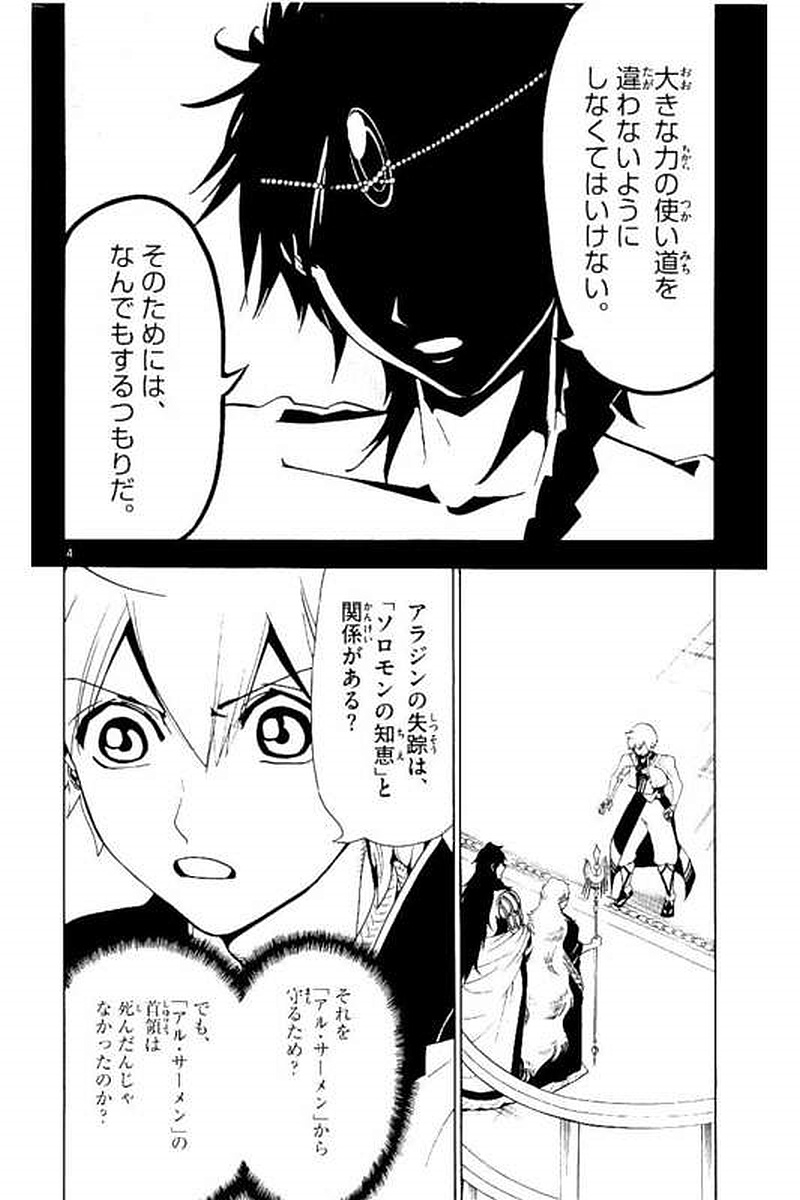 大きな力の使い道を
違わないように
しなくてはいけない。
そのためには、
なんでもするつもりだ。
4
アラジンの失踪は、
「ソロモンの知恵」と
関係がある?
それを
「アル・サーメン」から
守るため?
でも、
「アル・サーメン」の
首領は
死んだんじゃ
なかったのか?